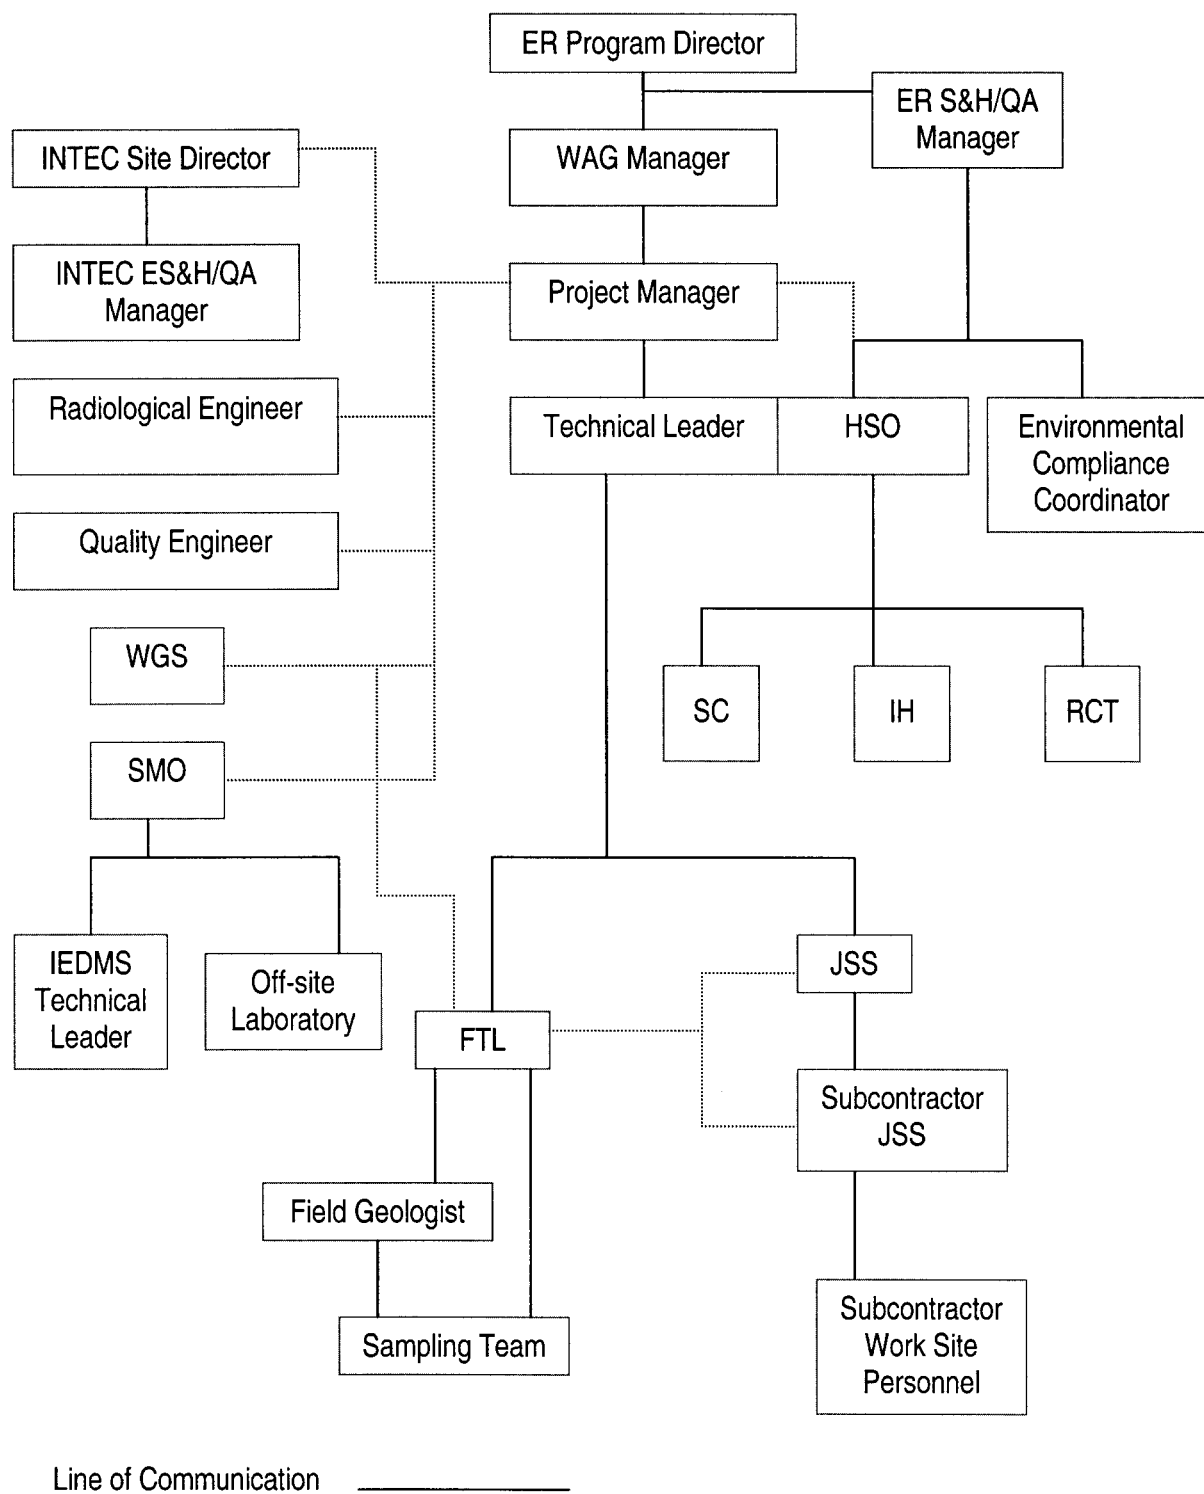 ER Program Director
ER S&H/QA
Manager
INTEC Site Director
WAG Manager
INTEC ES&H/QA
Manager
Project Manager
Radiological Engineer
Technical Leader
HSO
Environmental
Compliance
Coordinator
Quality Engineer
WGS
SC
IH
RCT
SMO
IEDMS
Technical
Leader
Off-site
Laboratory
JSS
FTL
Subcontractor
JSS
Field Geologist
Sampling Team
Subcontractor
Work Site
Personnel
Line of Communication